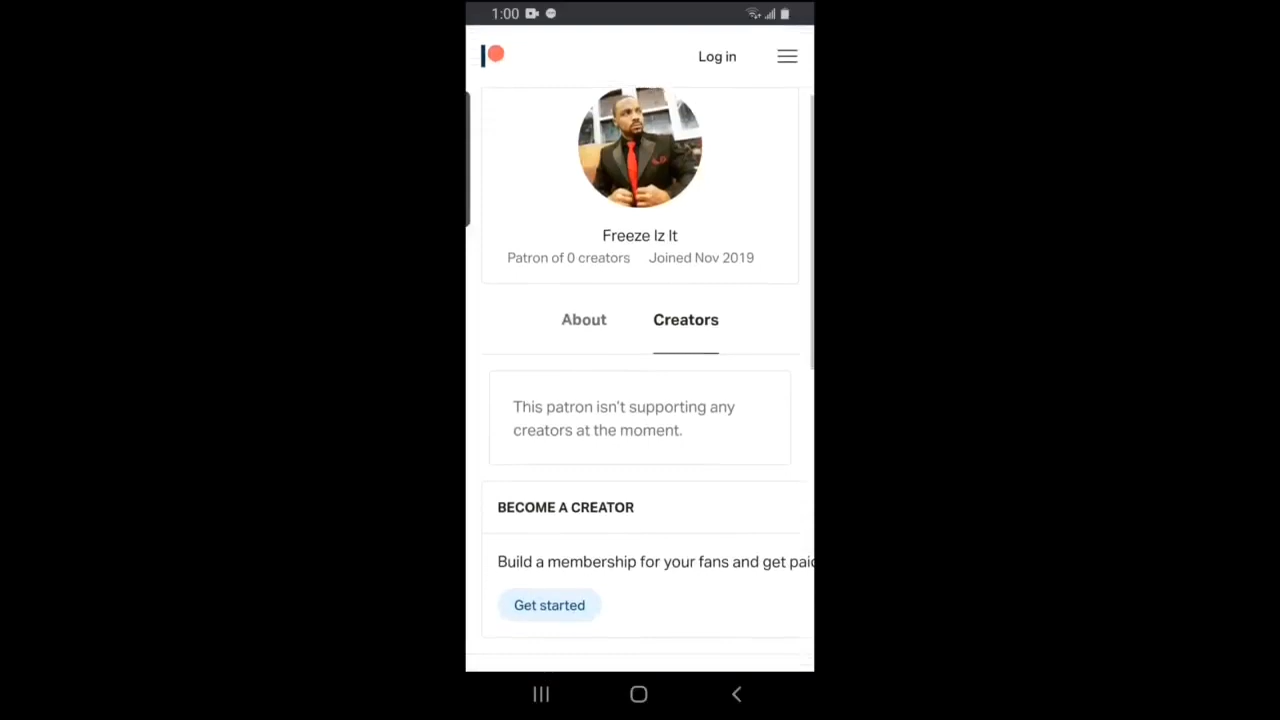 1:00
Log in
Freeze Iz It
Patron of 0 creators Joined Nov 2019
About Creators
This patron isn't supporting any
creators at the moment.
BECOME A CREATOR
Build a membership for your fans and get paid
Get started